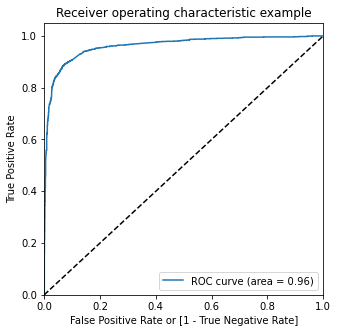 Receiver operating characteristic example
True Positive Rate
1.0
0.8
0.6
0.4
0.2
0.0
ROC curve (area = 0.96)
0.0 0.2 0.4 0.6 0.8 1.0
False Positive Rate or [1 - True Negative Rate]